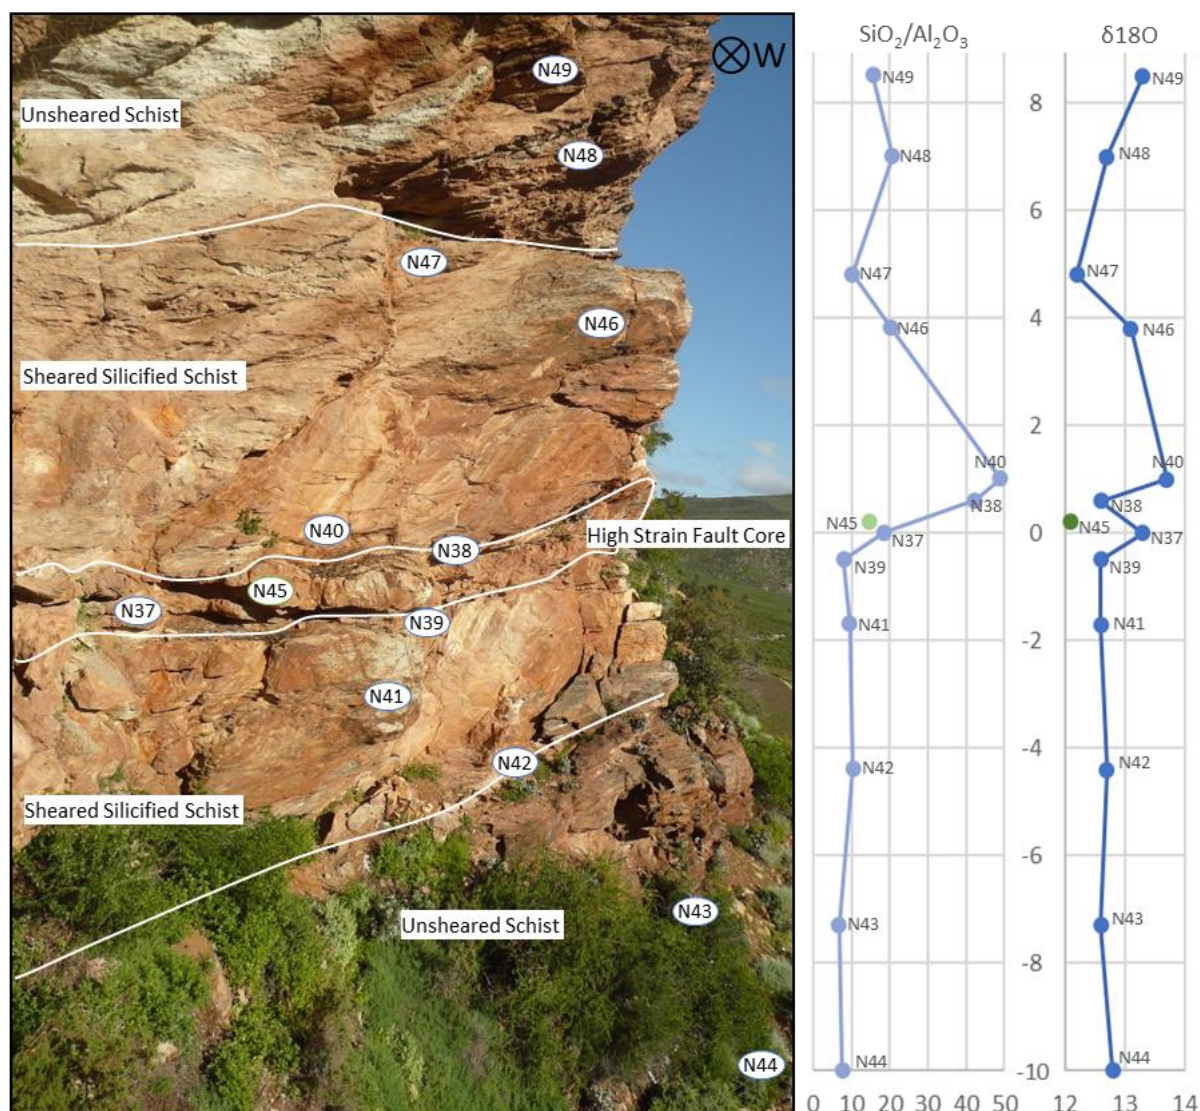 W
N49
Unsheared Schist
N48
N47
N46
Sheared Silicified Schist
N40
N38
High Strain Fault Core
N45
N37
N39
N41
N42
Sheared Silicified Schist
N43
Unsheared Schist
N44
SiO₂/Al₂O₃
N49
N48
N47
N46
N40
N38
N45
N37
N39
N41
N42
N43
N44
0 10 20 30 40 50
8
6
4
2
0
-2
-4
-6
-8
-10
δ18O
N49
N48
N47
N46
N40
N38
N45
N37
N39
N41
N42
N43
N44
12 13 14